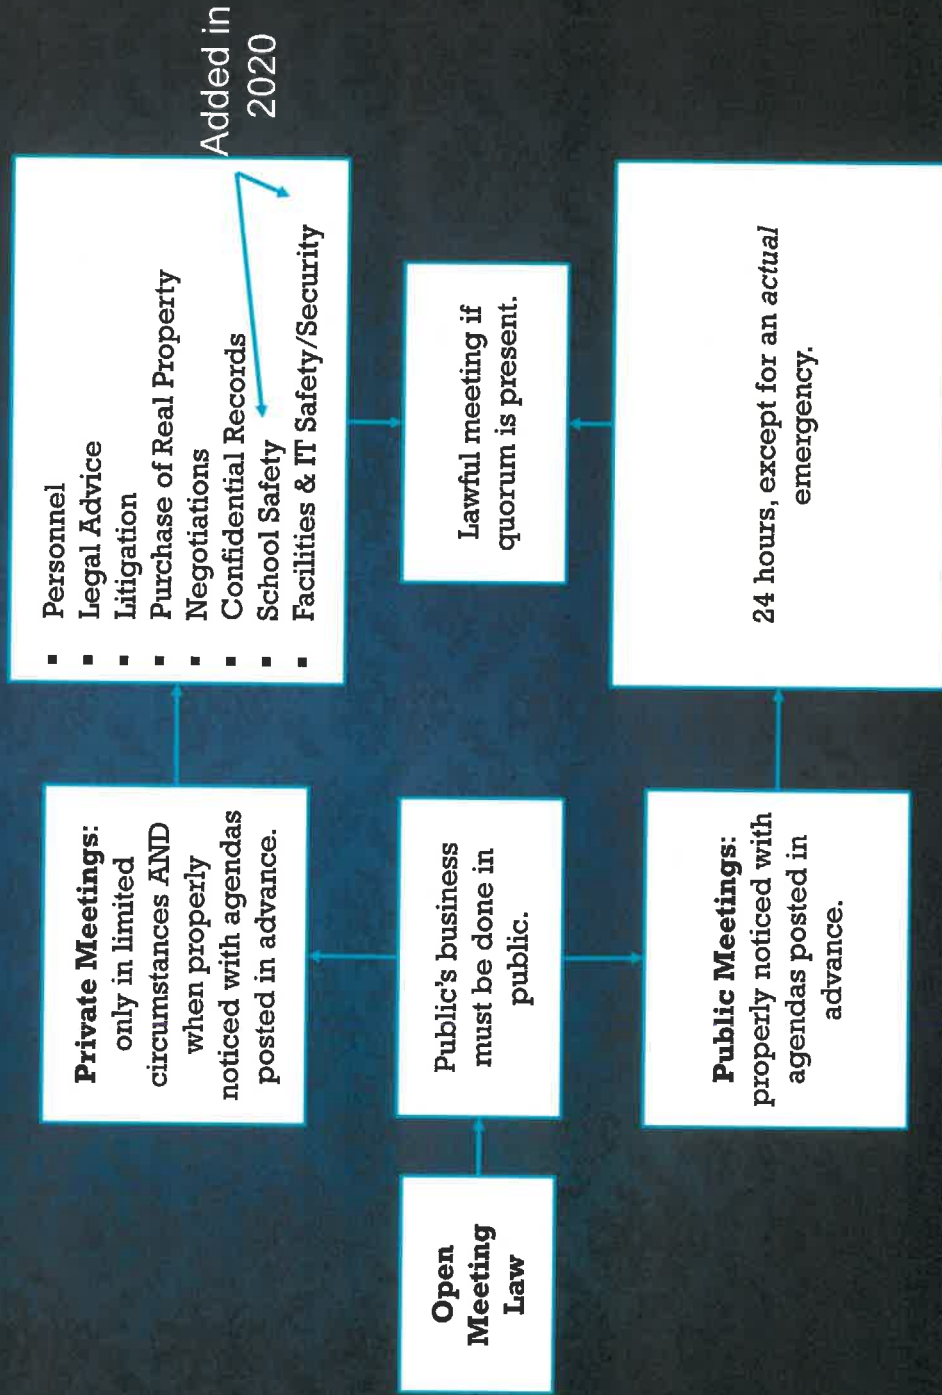 Open
Meeting
Law
Public's business
must be done in
public.
Private Meetings:
only in limited
circumstances AND
when properly
noticed with agendas
posted in advance.
▪ Personnel
▪ Legal Advice
▪ Litigation
▪ Purchase of Real Property
▪ Negotiations
▪ Confidential Records
▪ School Safety
▪ Facilities & IT Safety/Security
Added in
2020
Lawful meeting if
quorum is present.
Public Meetings:
properly noticed with
agendas posted in
advance.
24 hours, except for an actual
emergency.